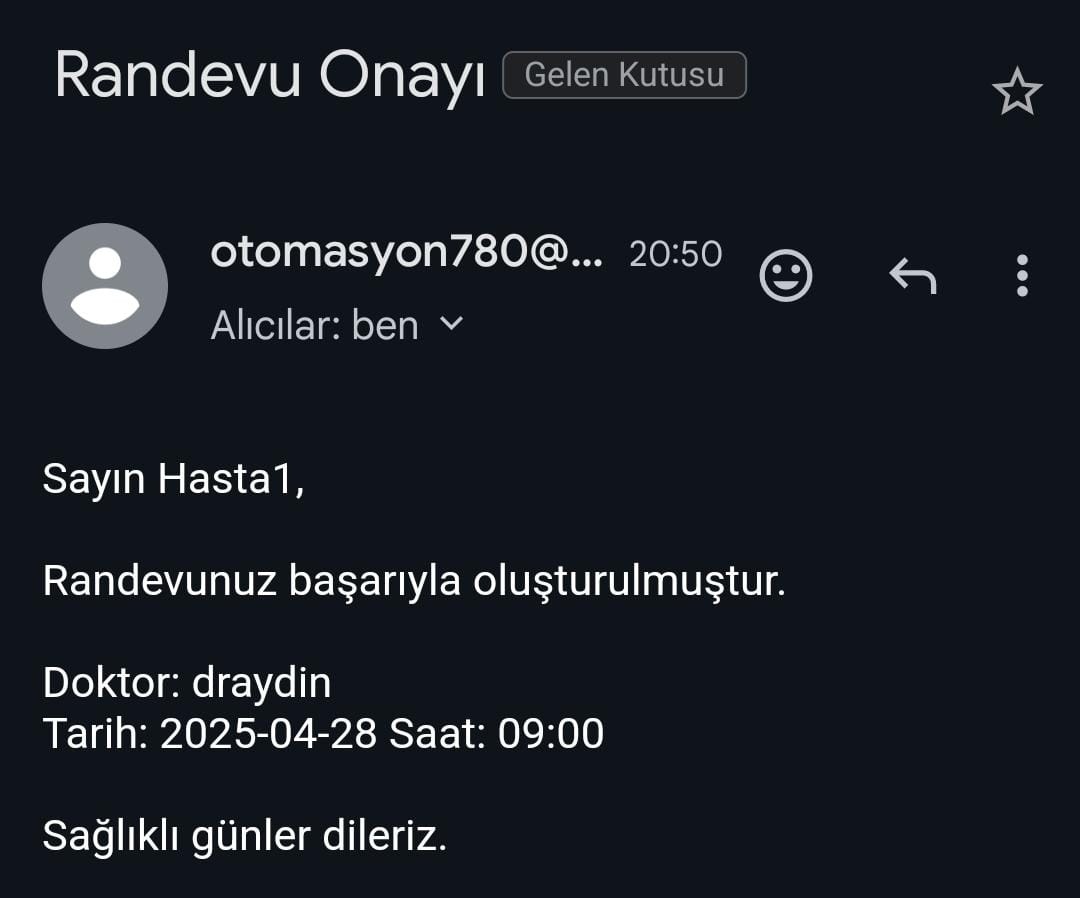 Randevu Onayı Gelen Kutusu
otomasyon780@... 20:50
Alıcılar: ben
Sayın Hasta1,
Randevunuz başarıyla oluşturulmuştur.
Doktor: draydin
Tarih: 2025-04-28 Saat: 09:00
Sağlıklı günler dileriz.